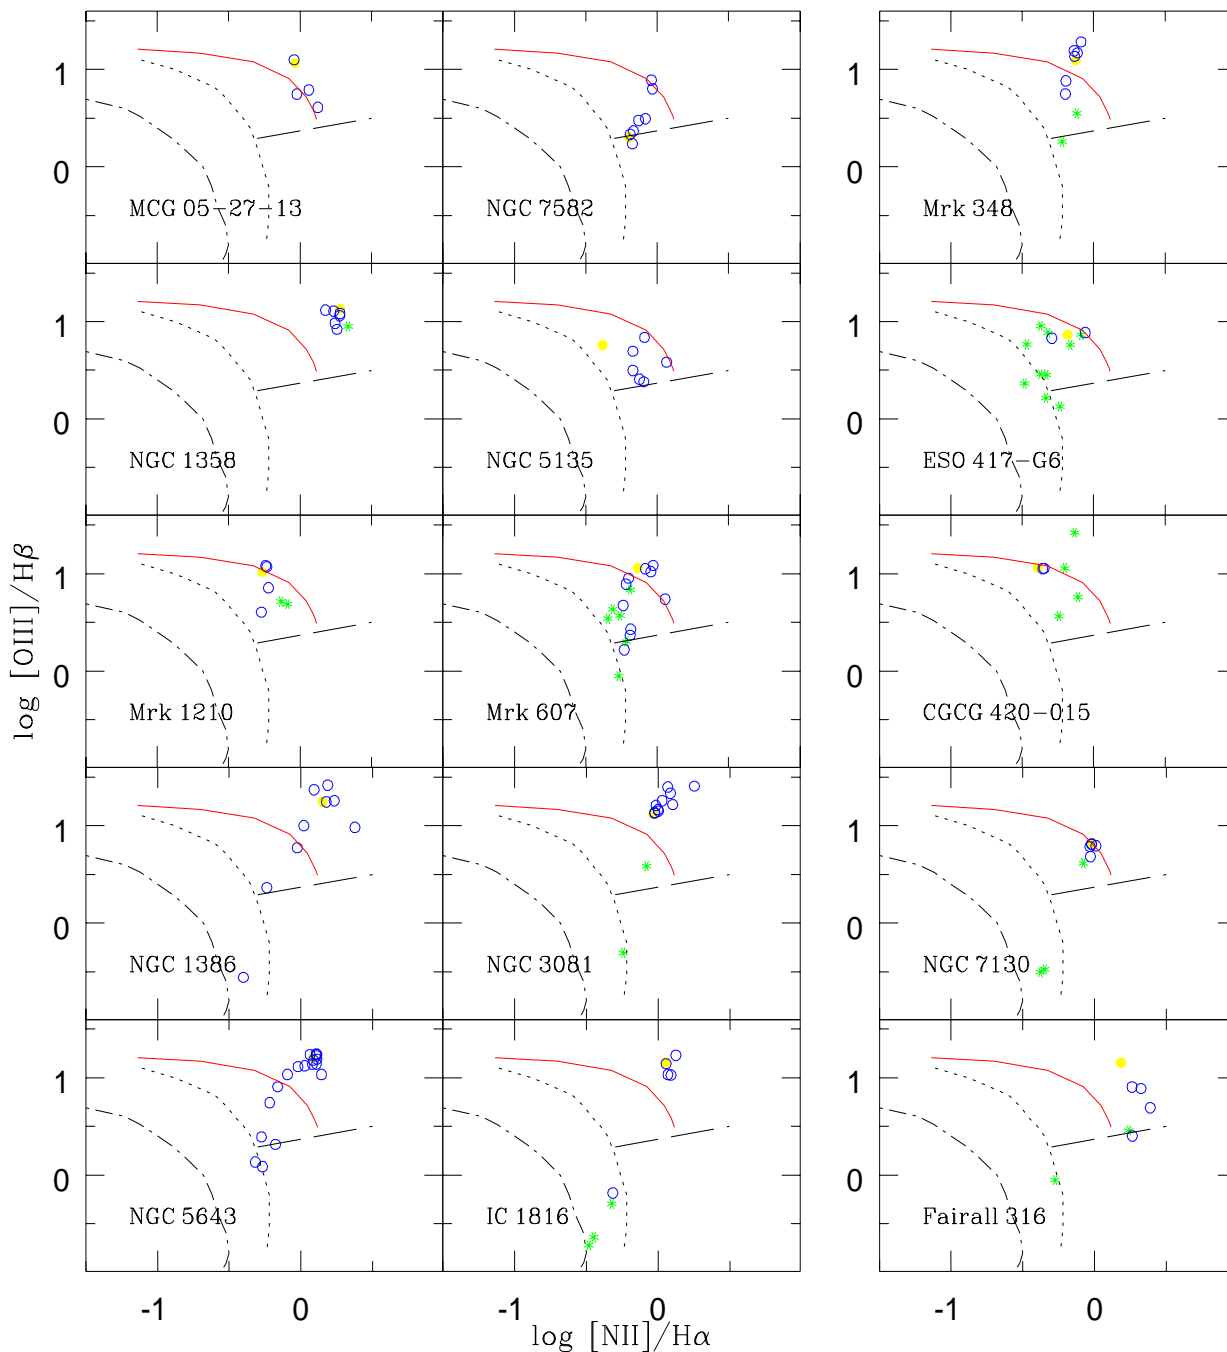 MCG 05-27-13
NGC 7582
Mrk 348
1
0
NGC 1358
NGC 5135
ESO 417-G6
1
0
Mrk 1210
Mrk 607
CGCG 420-015
1
0
NGC 1386
NGC 3081
NGC 7130
1
0
NGC 5643
IC 1816
Fairall 316
1
0
log [OIII]/Hβ
-1 0 -1 0 -1 0
log [NII]/Hα